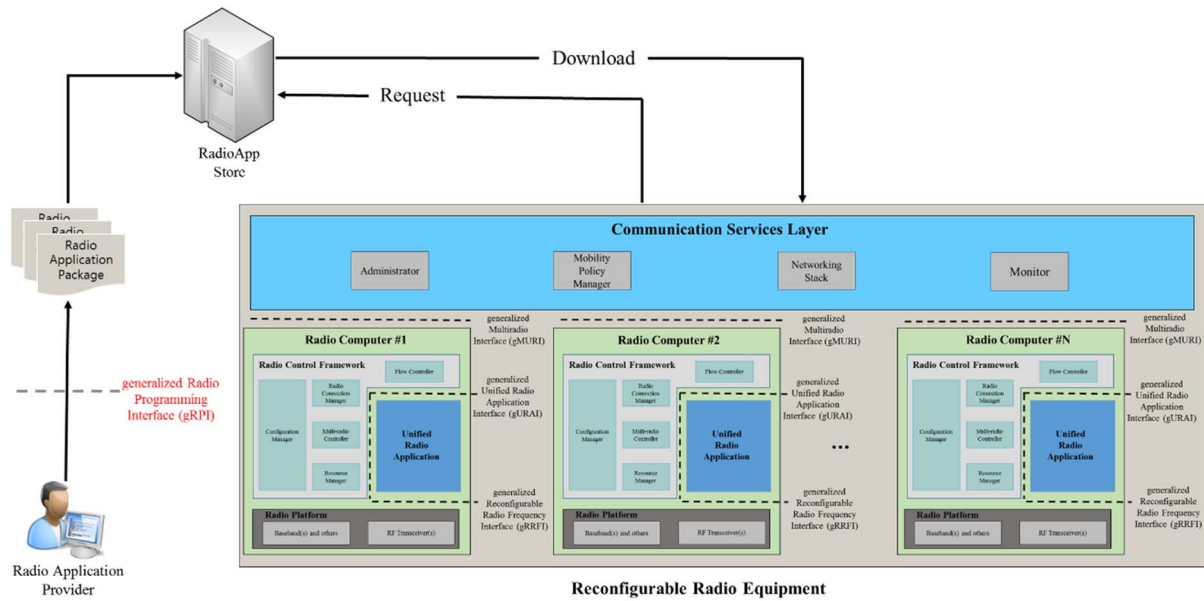 Download
Request
RadioApp
Store
Radio
Radio
Radio
Application
Package
generalized Radio
Programming
Interface (gRPI)
Radio Application
Provider
Communication Services Layer
Administrator
Mobility
Policy
Manager
Networking
Stack
Monitor
generalized
Multiradio
Interface (gMURI)
generalized
Multiradio
Interface (gMURI)
generalized
Multiradio
Interface (gMURI)
Radio Computer #1
Radio Control Framework
Flow Controller
Configuration
Manager
Radio
Connection
Manager
Multi-radio
Controller
Resource
Manager
Unified
Radio
Application
generalized
Unified Radio
Application
Interface (gURAI)
generalized
Reconfigurable
Radio Frequency
Interface (gRRFI)
Radio Platform
Baseband(s) and others
RF Transceiver(s)
Radio Computer #2
Radio Control Framework
Flow Controller
Configuration
Manager
Radio
Connection
Manager
Multi-radio
Controller
Resource
Manager
Unified
Radio
Application
generalized
Unified Radio
Application
Interface (gURAI)
...
generalized
Reconfigurable
Radio Frequency
Interface (gRRFI)
Radio Platform
Baseband(s) and others
RF Transceiver(s)
Radio Computer #N
Radio Control Framework
Flow Controller
Configuration
Manager
Radio
Connection
Manager
Multi-radio
Controller
Resource
Manager
Unified
Radio
Application
generalized
Unified Radio
Application
Interface (gURAI)
generalized
Reconfigurable
Radio Frequency
Interface (gRRFI)
Radio Platform
Baseband(s) and others
RF Transceiver(s)
Reconfigurable Radio Equipment